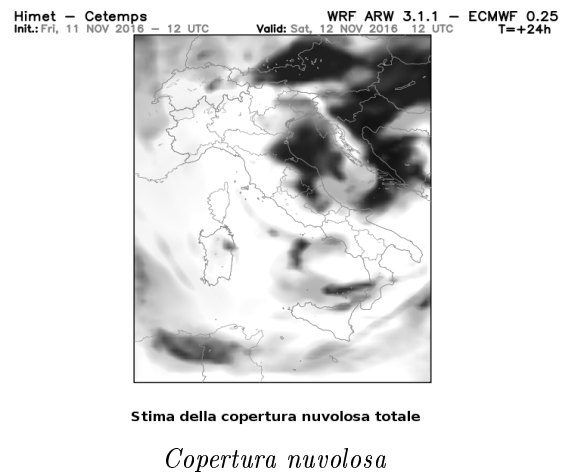 Himet − Cetemps WRF ARW 3.1.1 − ECMWF 0.25
Init.: Fri, 11 NOV 2016 − 12 UTC Valid: Sat, 12 NOV 2016 12 UTC T=+24h
Stima della copertura nuvolosa totale
Copertura nuvolosa